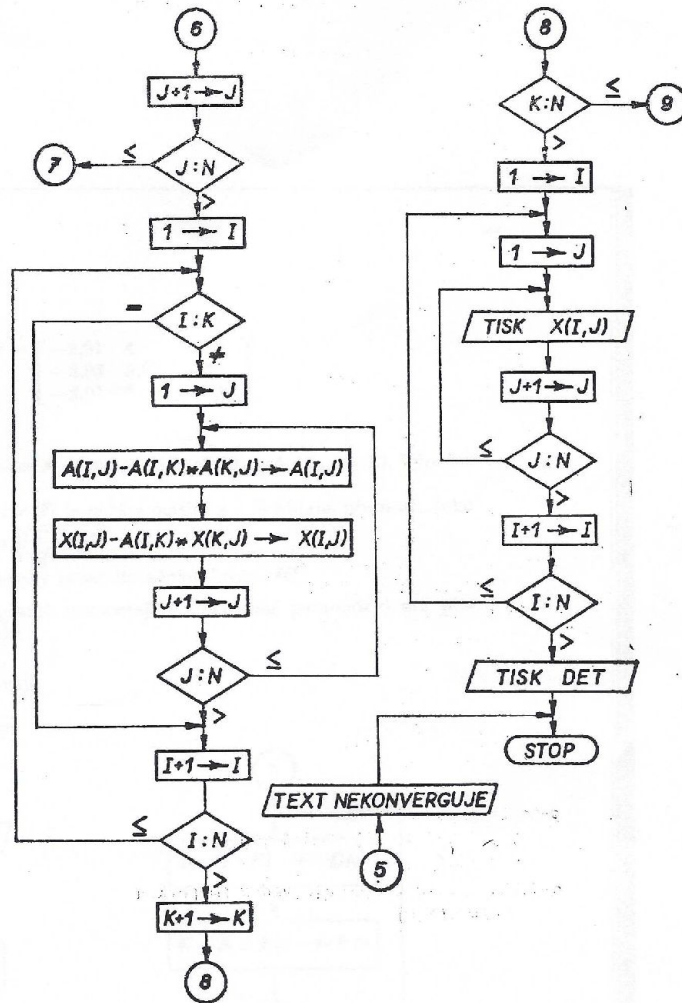 6
J+1 → J
J:N
≤
7
>
1 → I
I:K
=
≠
1 → J
A(I,J)-A(I,K)*A(K,J) → A(I,J)
X(I,J)-A(I,K)*X(K,J) → X(I,J)
J+1 → J
J:N
≤
>
I+1 → I
I:N
≤
>
K+1 → K
8
8
K:N
≤
9
>
1 → I
1 → J
TISK X(I,J)
J+1 → J
J:N
≤
>
I+1 → I
I:N
≤
>
TISK DET
STOP
TEXT NEKONVERGUJE
5